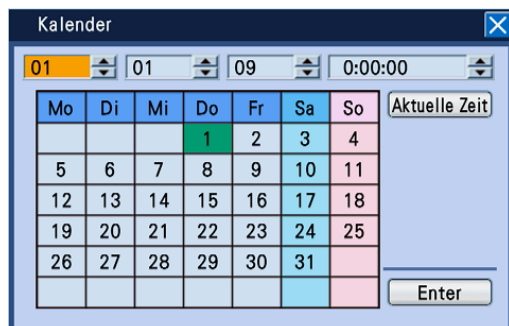 Kalender
01 01 09 0:00:00
Mo Di Mi Do Fr Sa So Aktuelle Zeit
1 2 3 4
5 6 7 8 9 10 11
12 13 14 15 16 17 18
19 20 21 22 23 24 25
26 27 28 29 30 31
Enter